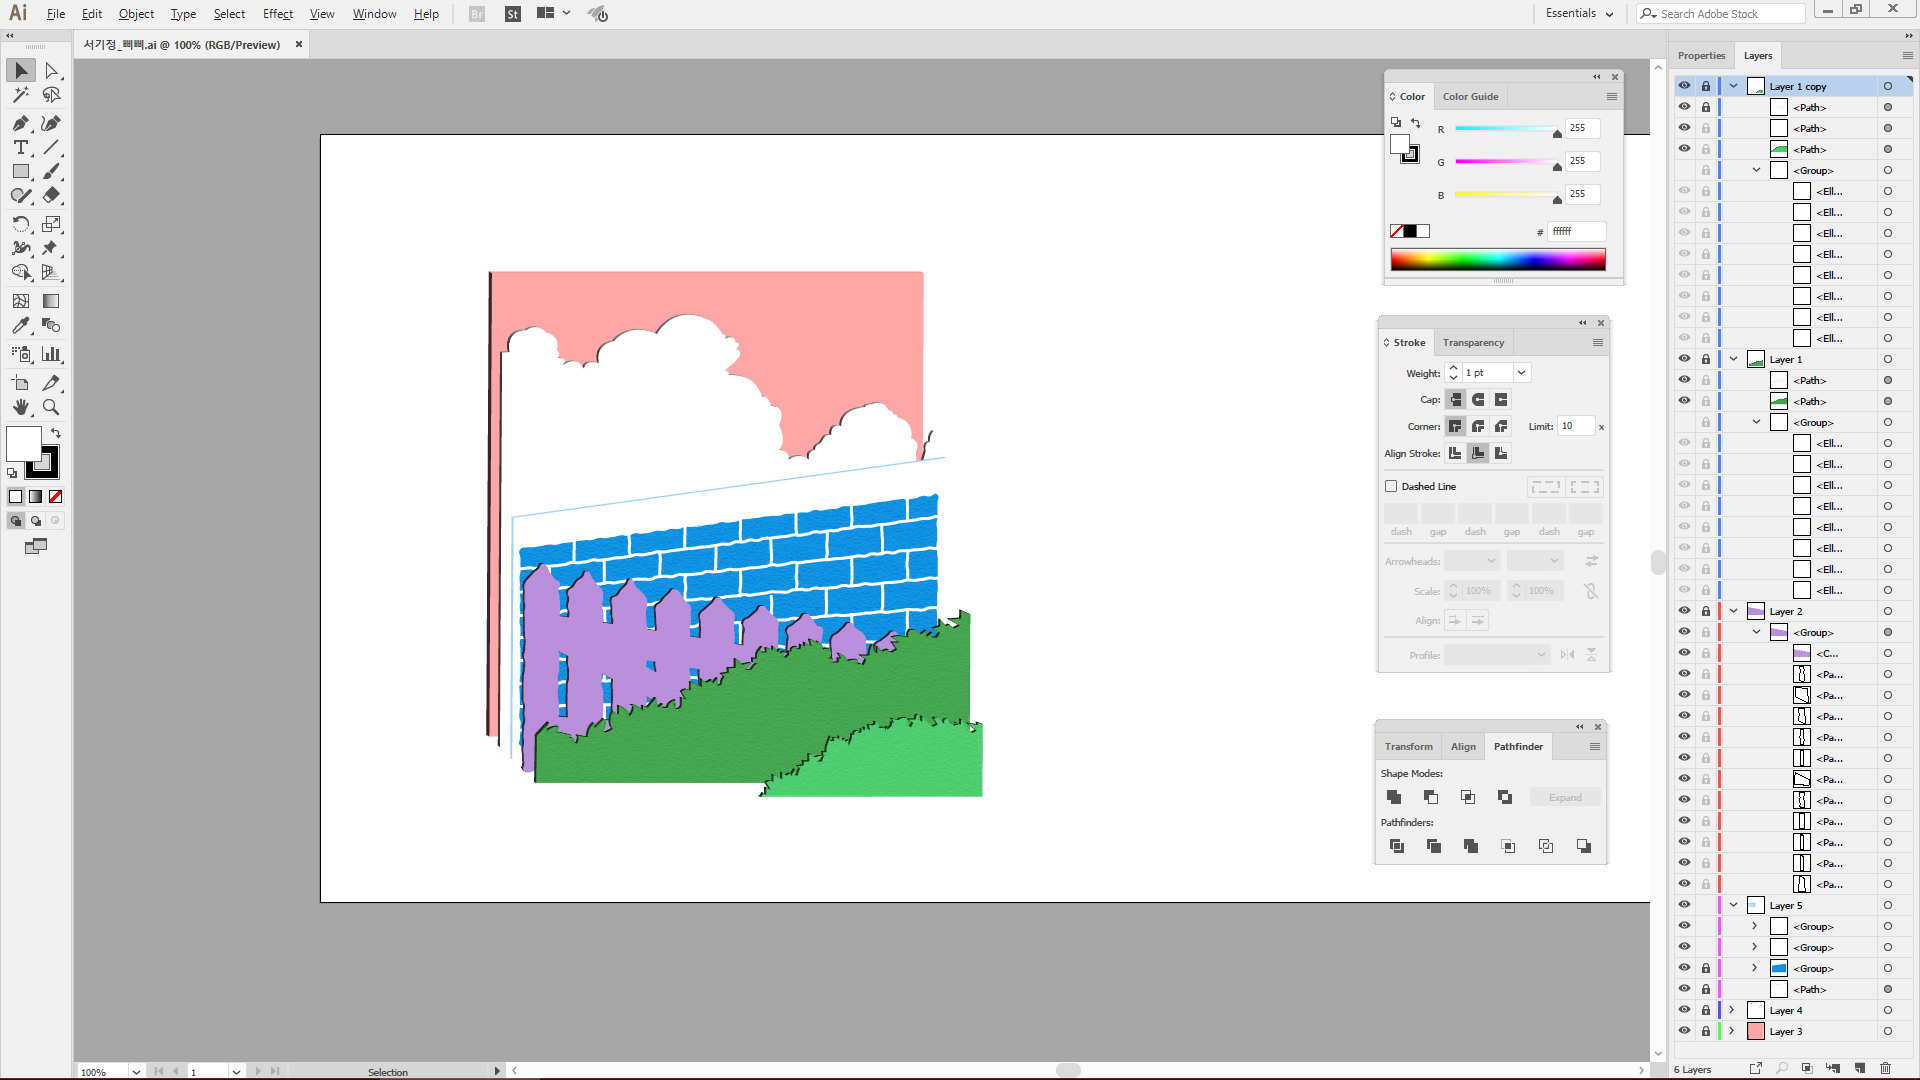 Ai File Edit Object Type Select Effect View Window Help Br St Essentials Search Adobe Stock
서기정_삐삐.ai @ 100% (RGB/Preview)
Color Color Guide
R 255
G 255
B 255
# ffffff
Stroke Transparency
Weight: 1 pt
Cap:
Corner: Limit: 10 x
Align Stroke:
Dashed Line
dash gap dash gap dash gap
Arrowheads:
Scale: 100% 100%
Align:
Profile:
Transform Align Pathfinder
Shape Modes:
Expand
Pathfinders:
Properties Layers
Layer 1 copy
<Path>
<Path>
<Path>
<Group>
<Ell...
<Ell...
<Ell...
<Ell...
<Ell...
<Ell...
<Ell...
<Ell...
Layer 1
<Path>
<Path>
<Group>
<Ell...
<Ell...
<Ell...
<Ell...
<Ell...
<Ell...
<Ell...
<Ell...
Layer 2
<Group>
<C...
<Pa...
<Pa...
<Pa...
<Pa...
<Pa...
<Pa...
<Pa...
<Pa...
<Pa...
<Pa...
<Pa...
Layer 5
<Group>
<Group>
<Group>
<Path>
Layer 4
Layer 3
6 Layers
100% 1 Selection